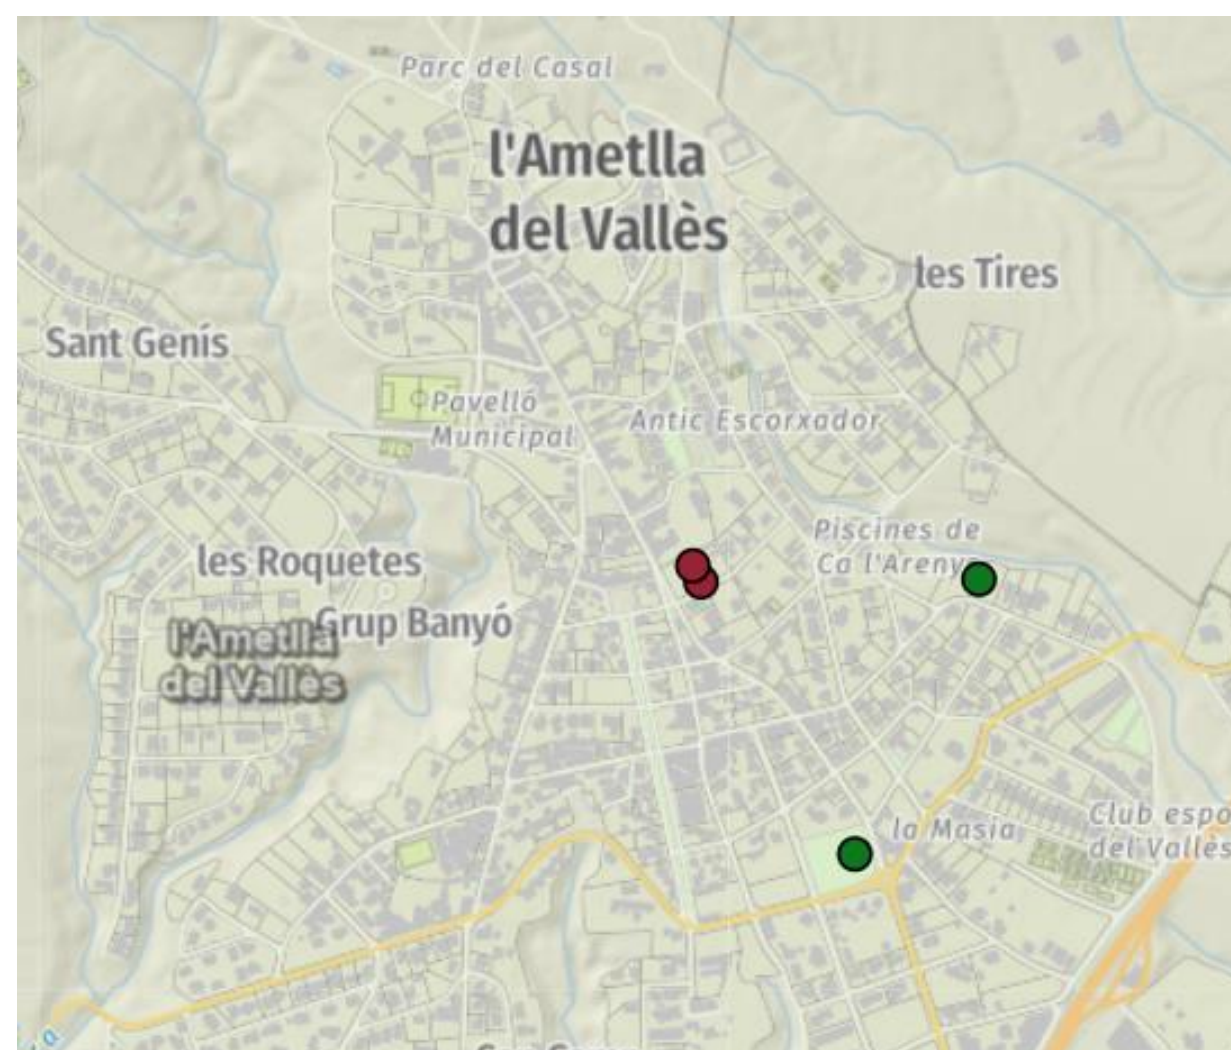 Parc del Casal
l'Ametlla
del Vallès
les Tires
Sant Genís
Pavelló
Municipal
Antic Escorxador
Piscines de
Ca l'Areny
les Roquetes
Grup Banyó
l'Ametlla
del Vallès
la Masia
Club espo
del Vallès